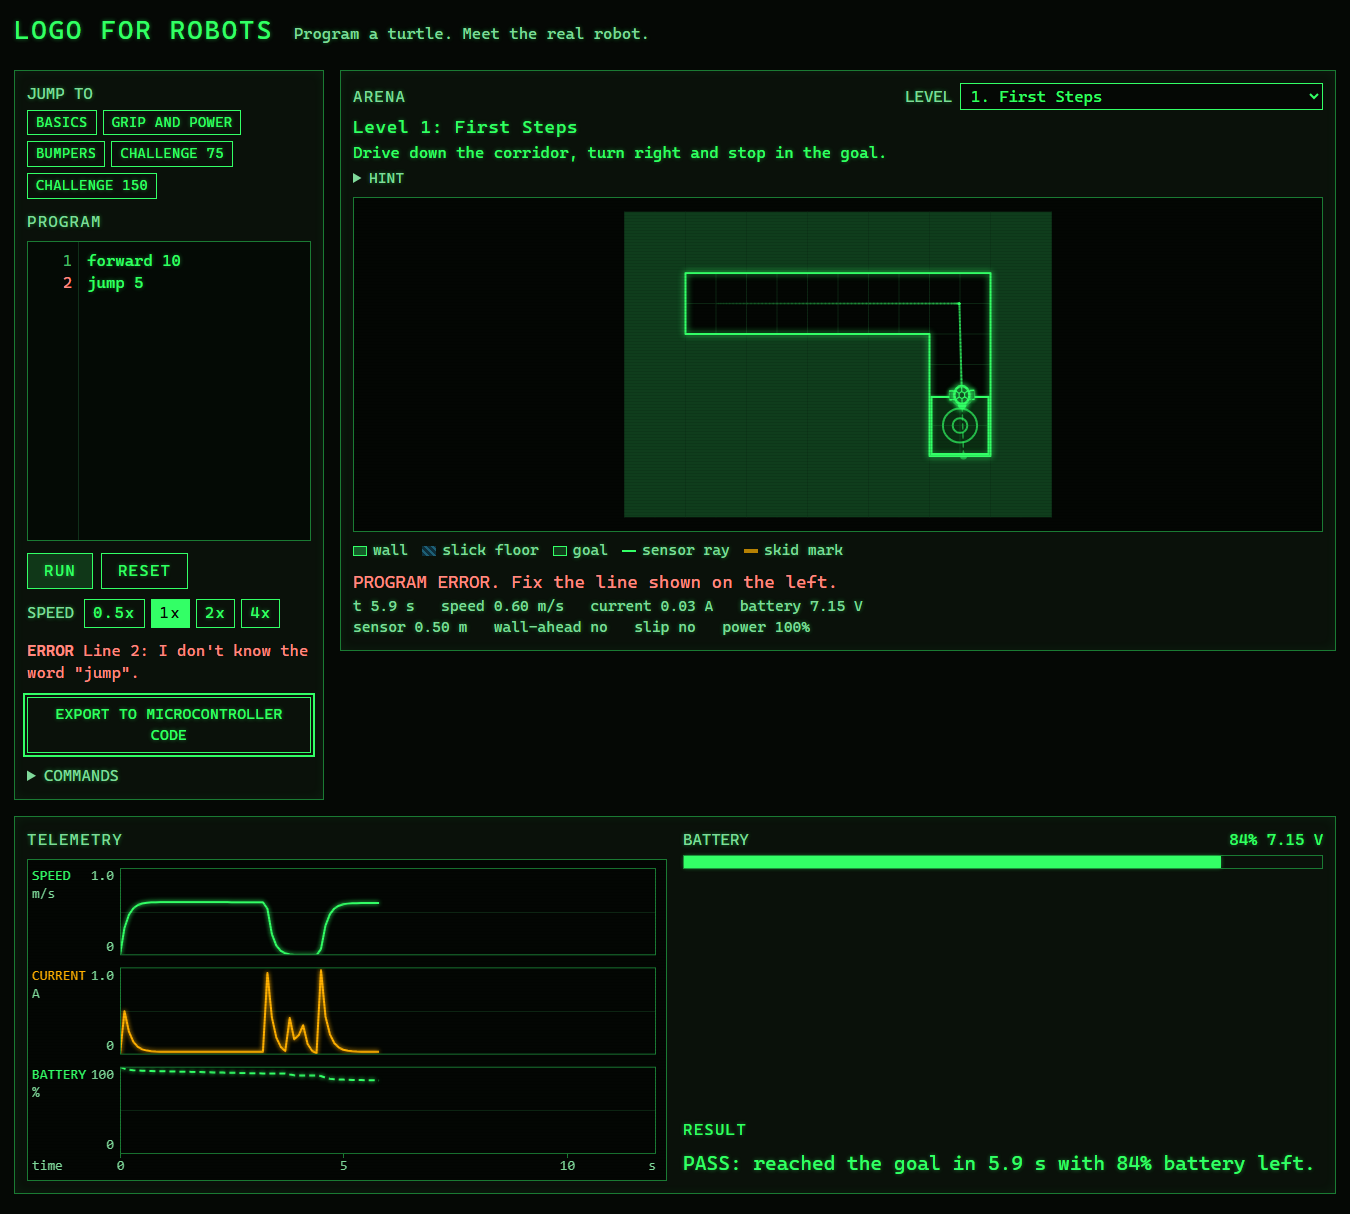 LOGO FOR ROBOTS Program a turtle. Meet the real robot.
JUMP TO
BASICS GRIP AND POWER
BUMPERS CHALLENGE 75
CHALLENGE 150
PROGRAM
1 forward 10
2 jump 5
RUN RESET
SPEED 0.5x 1x 2x 4x
ERROR Line 2: I don't know the
word "jump".
EXPORT TO MICROCONTROLLER
CODE
▶ COMMANDS
ARENA LEVEL 1. First Steps
Level 1: First Steps
Drive down the corridor, turn right and stop in the goal.
▶ HINT
wall slick floor goal sensor ray skid mark
PROGRAM ERROR. Fix the line shown on the left.
t 5.9 s speed 0.60 m/s current 0.03 A battery 7.15 V
sensor 0.50 m wall-ahead no slip no power 100%
TELEMETRY
SPEED 1.0
m/s
0
CURRENT 1.0
A
0
BATTERY 100
%
0
time 0 5 10 s
BATTERY 84% 7.15 V
RESULT
PASS: reached the goal in 5.9 s with 84% battery left.